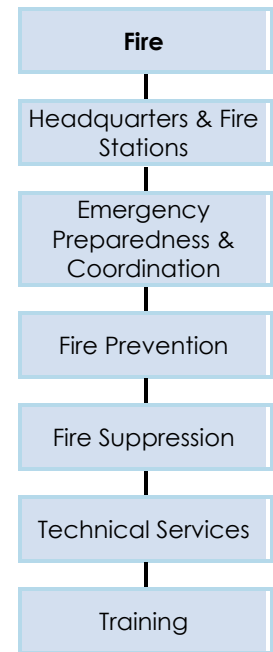 Fire
Headquarters & Fire
Stations
Emergency
Preparedness &
Coordination
Fire Prevention
Fire Suppression
Technical Services
Training